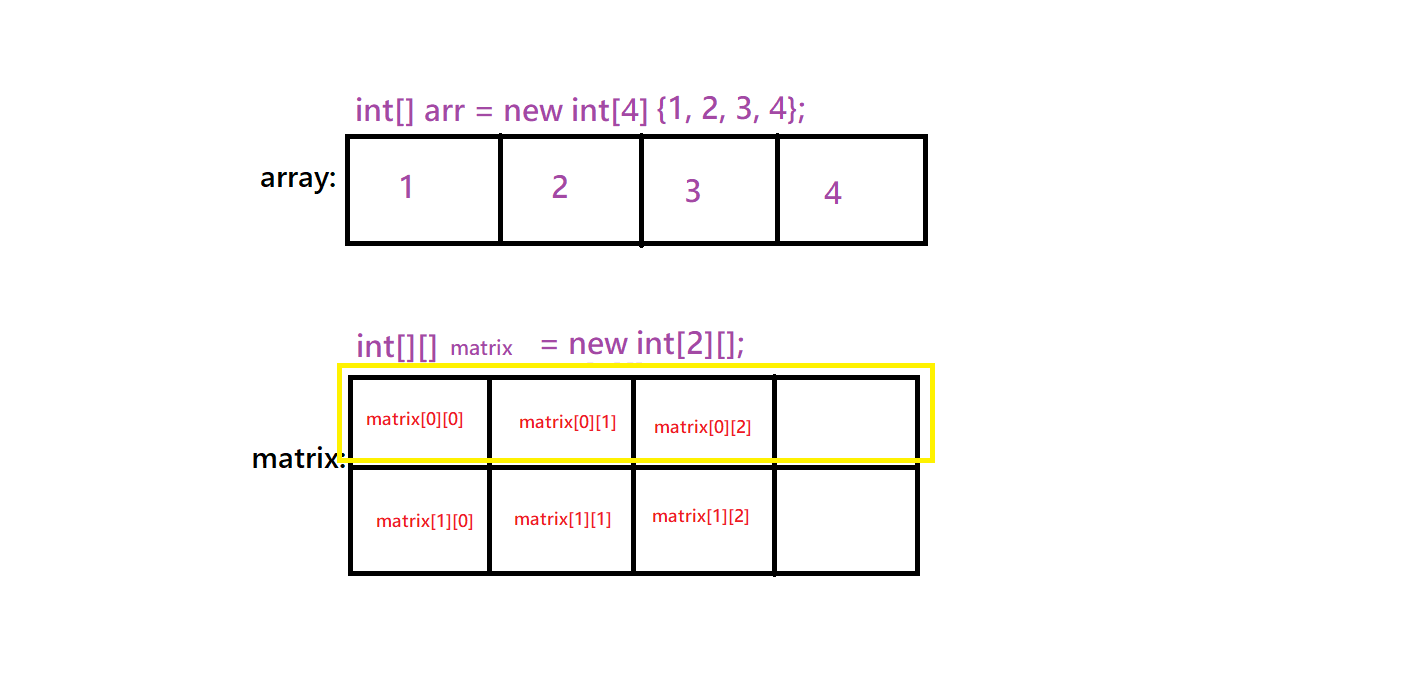 int[] arr = new int[4] {1, 2, 3, 4};
array: 1 2 3 4
int[][] matrix = new int[2][];
matrix[0][0] matrix[0][1] matrix[0][2]
matrix:
matrix[1][0] matrix[1][1] matrix[1][2]